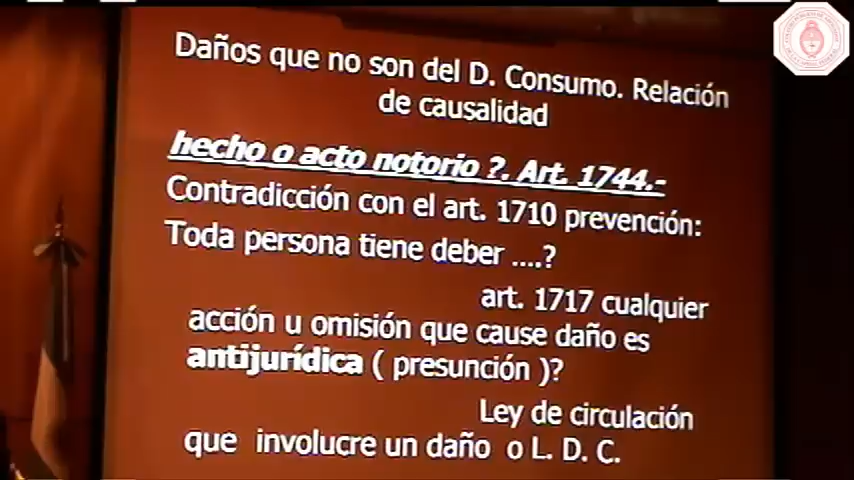 Daños que no son del D. Consumo. Relación
de causalidad
hecho o acto notorio ?. Art. 1744.-
Contradicción con el art. 1710 prevención:
Toda persona tiene deber ....?
art. 1717 cualquier
acción u omisión que cause daño es
antijurídica ( presunción )?
Ley de circulación
que involucre un daño o L. D. C.